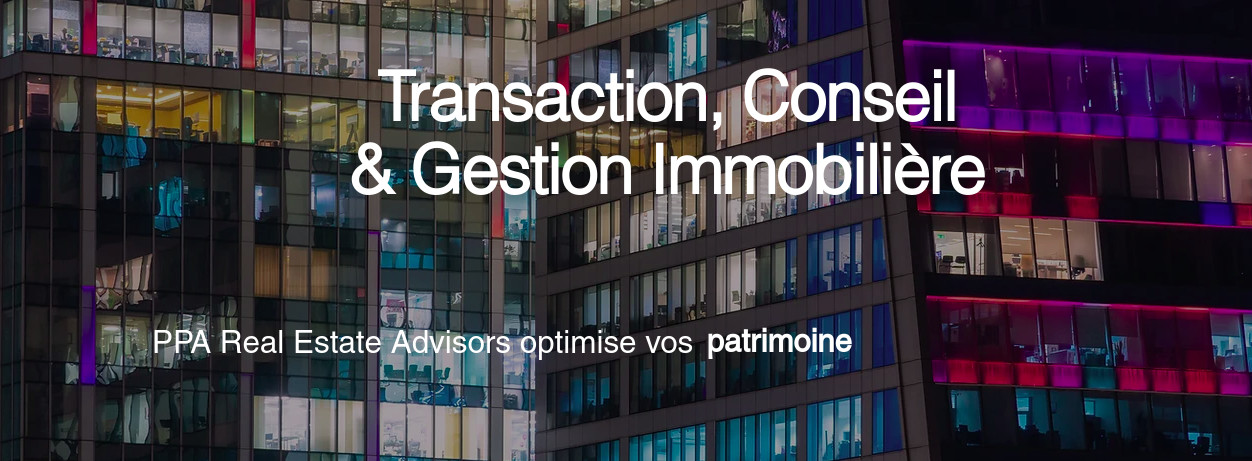 Transaction, Conseil
& Gestion Immobilière
PPA Real Estate Advisors optimise vos patrimoine